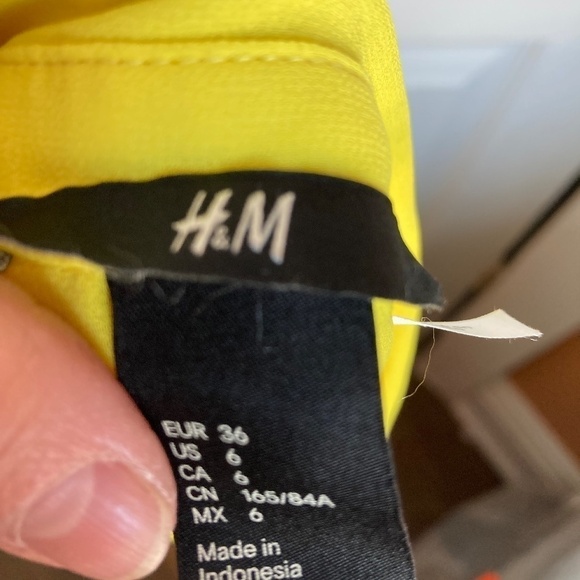 H&M
EUR 36
US 6
CA 6
CN 165/84A
MX 6
Made in
Indonesia